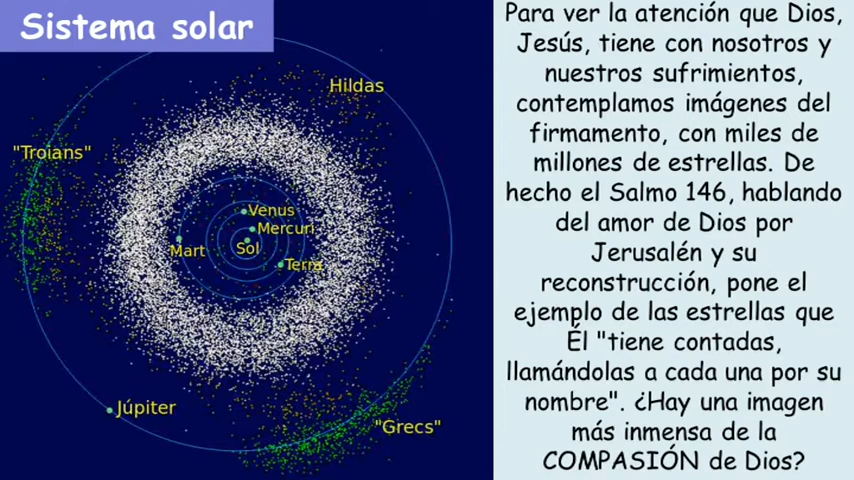 Sistema solar
Hildas
"Troians"
Venus
Mercuri
Sol
Mart
Terra
Júpiter
"Grecs"
Para ver la atención que Dios,
Jesús, tiene con nosotros y
nuestros sufrimientos,
contemplamos imágenes del
firmamento, con miles de
millones de estrellas. De
hecho el Salmo 146, hablando
del amor de Dios por
Jerusalén y su
reconstrucción, pone el
ejemplo de las estrellas que
Él "tiene contadas,
llamándolas a cada una por su
nombre". ¿Hay una imagen
más inmensa de la
COMPASIÓN de Dios?